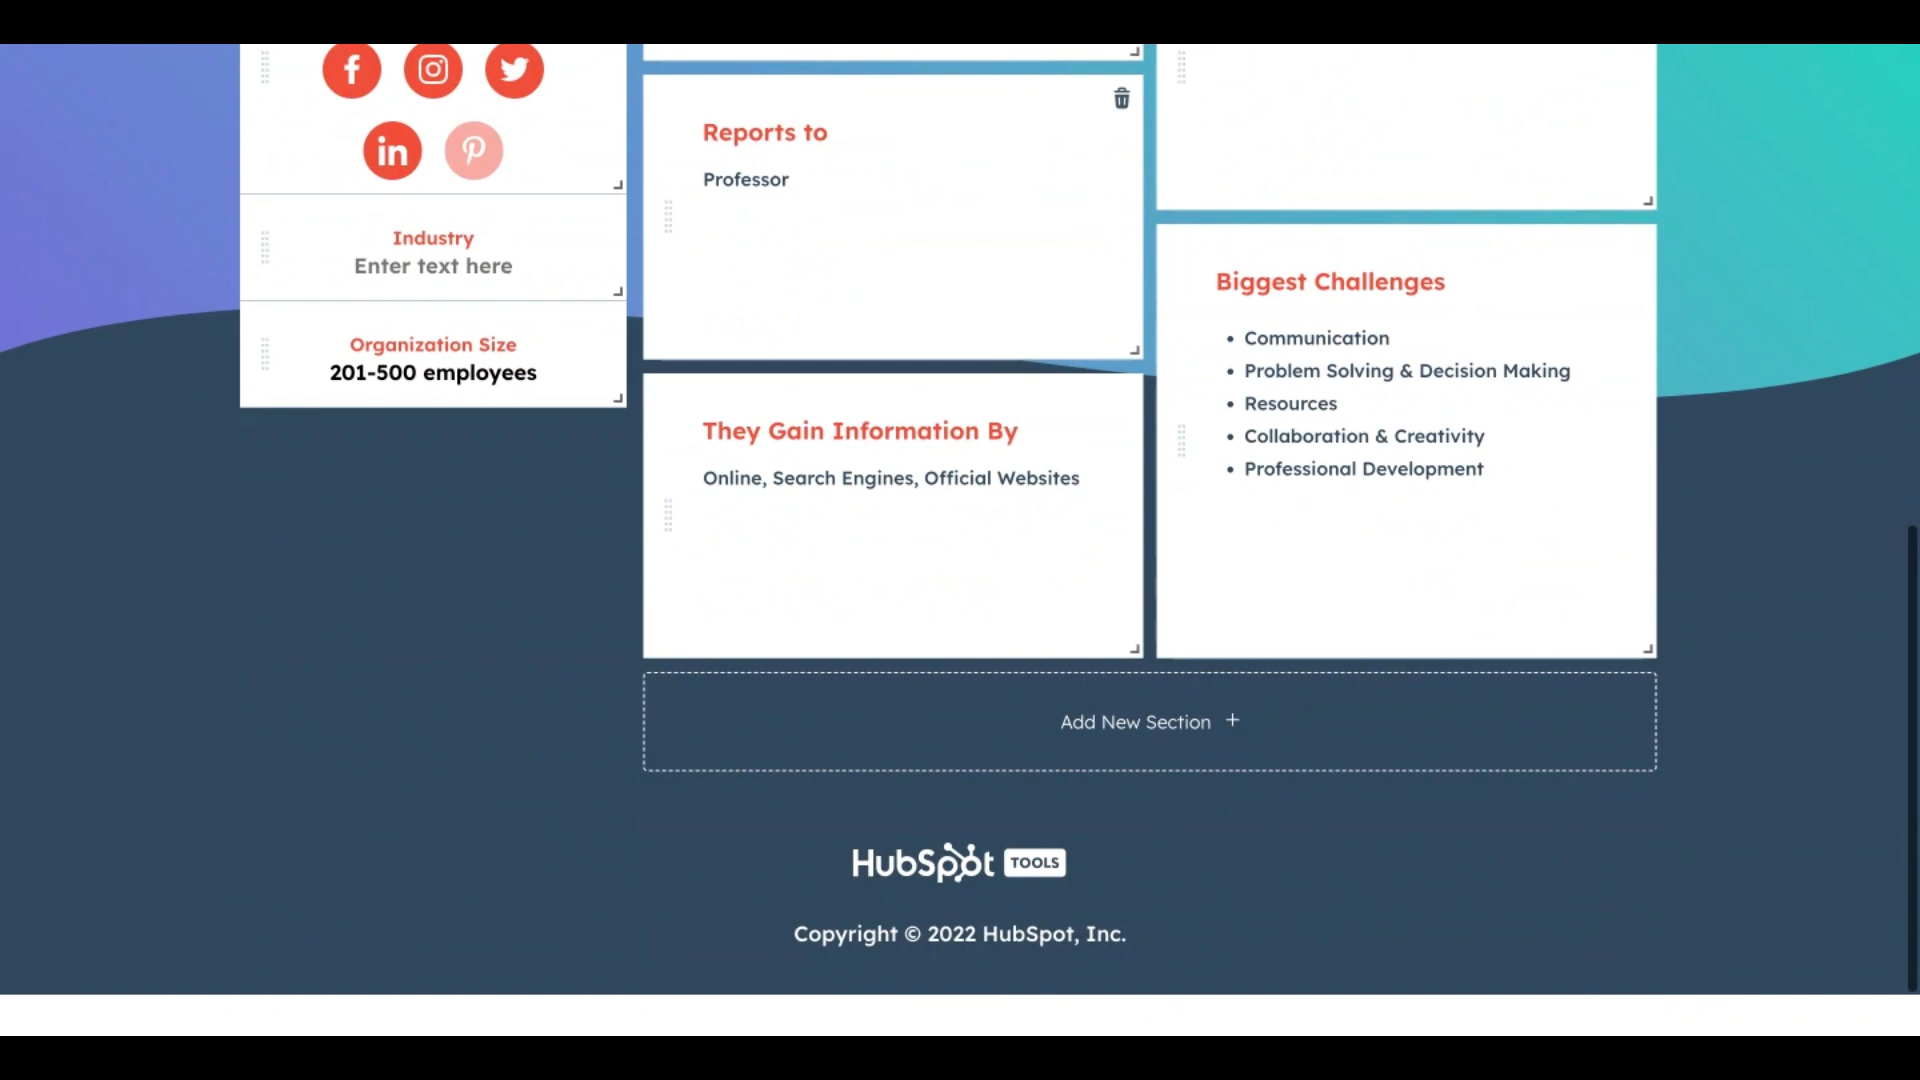 Industry
Enter text here
Organization Size
201-500 employees
Reports to
Professor
They Gain Information By
Online, Search Engines, Official Websites
Biggest Challenges
• Communication
• Problem Solving & Decision Making
• Resources
• Collaboration & Creativity
• Professional Development
Add New Section +
HubSpot TOOLS
Copyright © 2022 HubSpot, Inc.